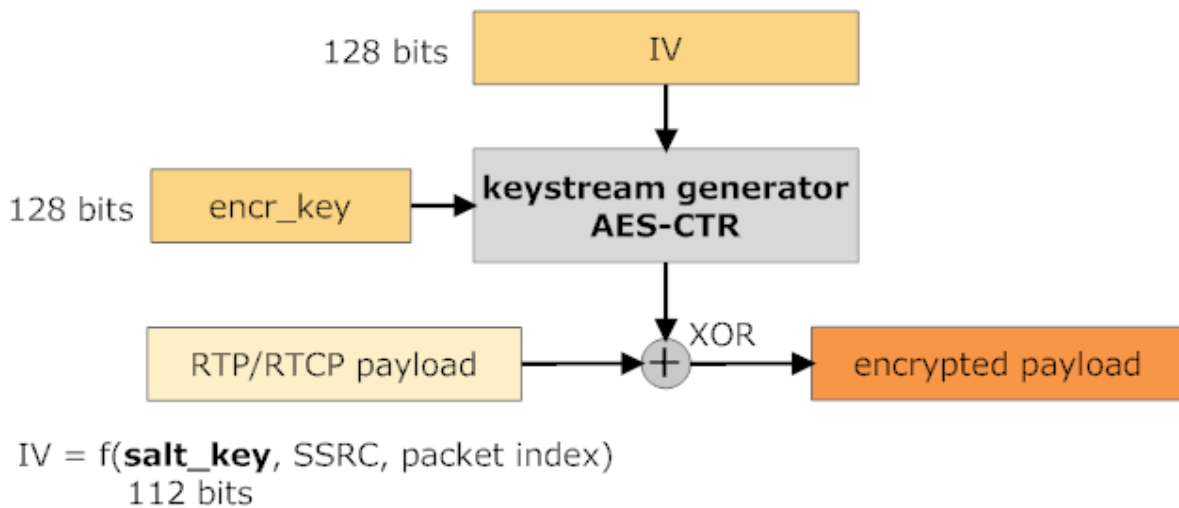 128 bits
IV
128 bits
encr_key
keystream generator
AES-CTR
XOR
RTP/RTCP payload
+
encrypted payload
IV = f(salt_key, SSRC, packet index)
112 bits